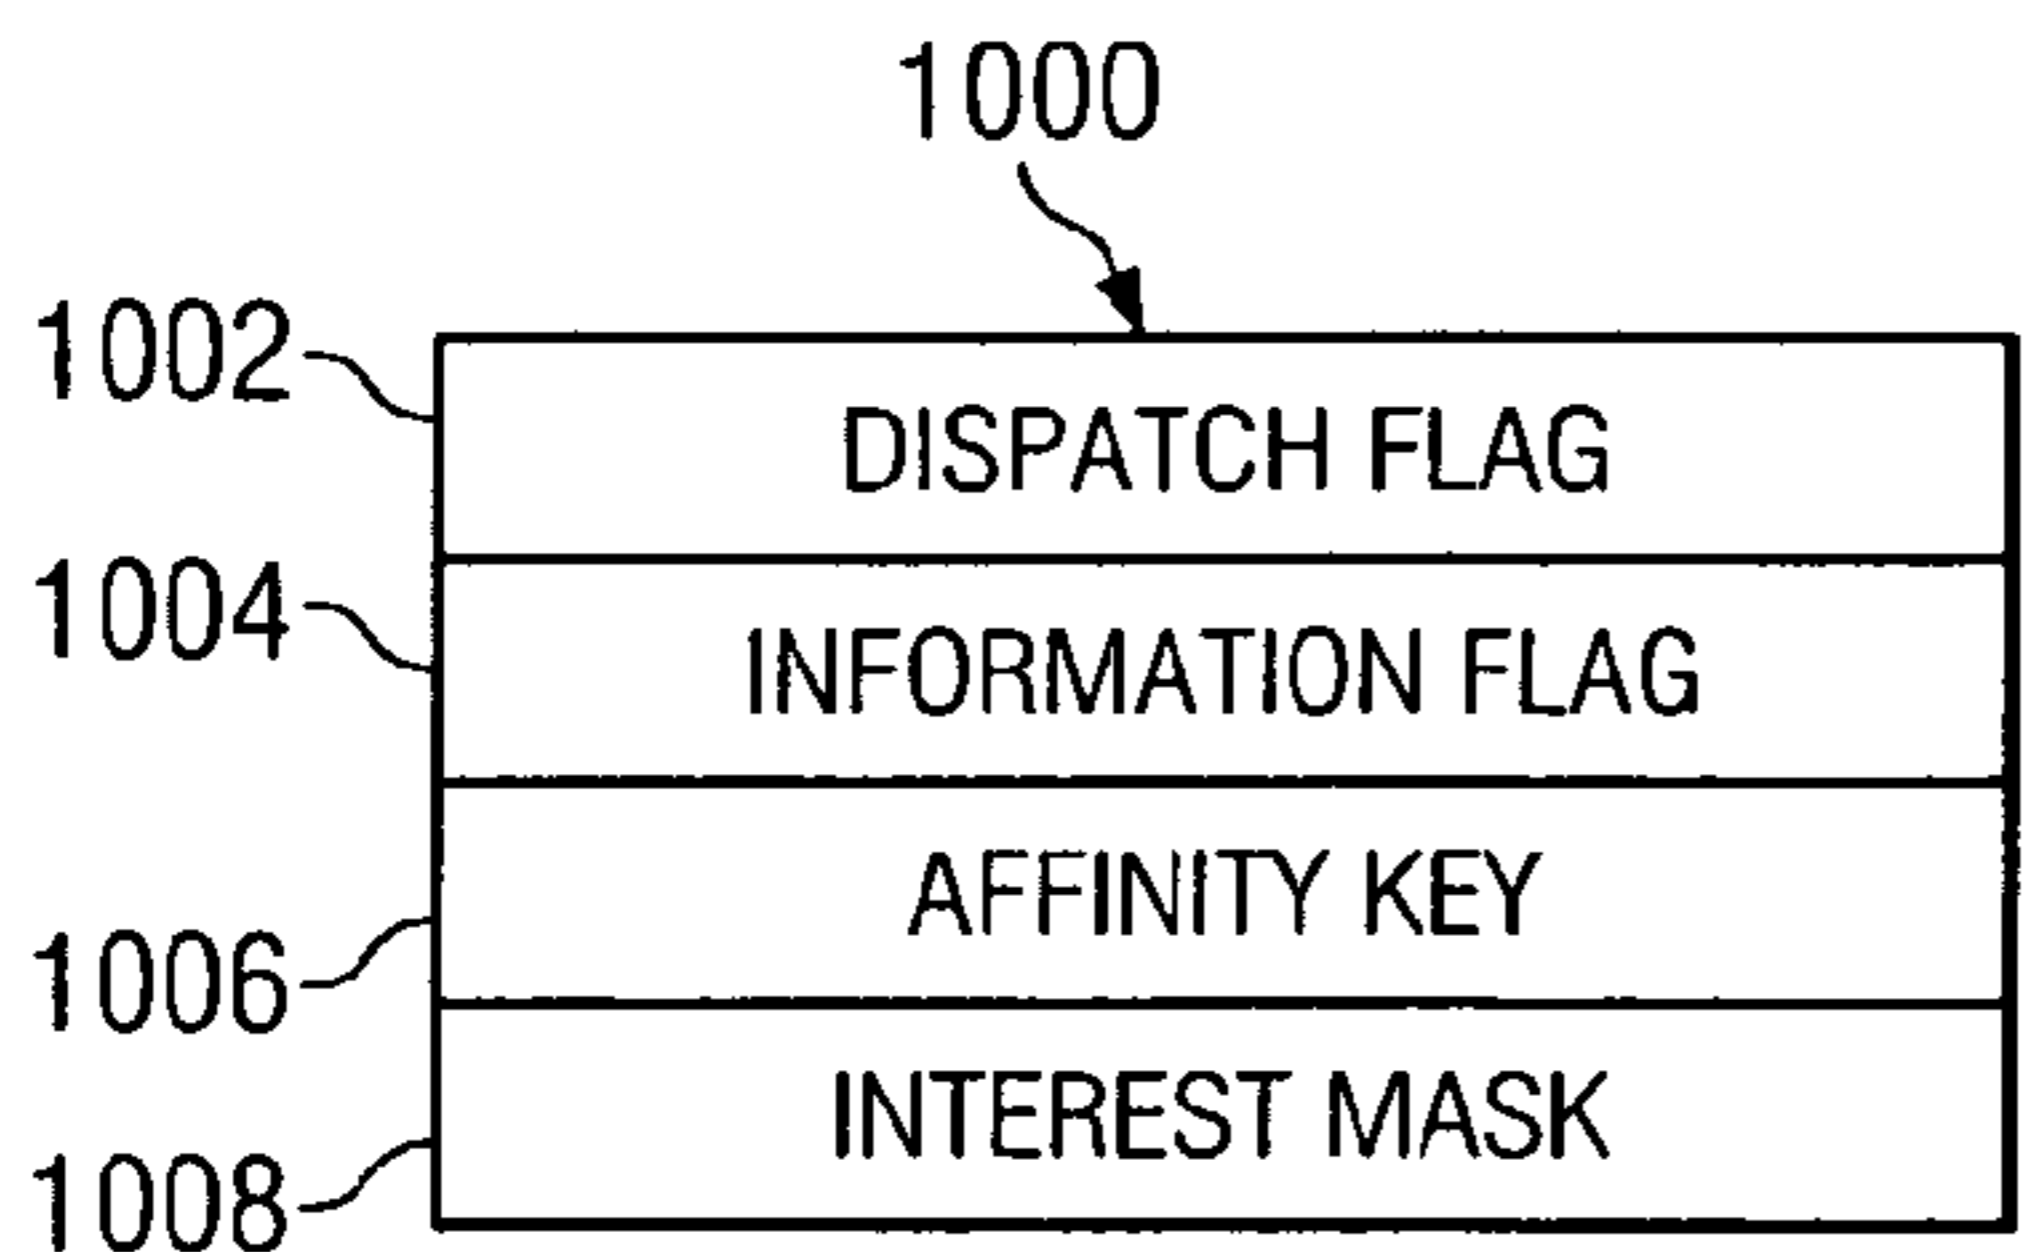 1000
1002
DISPATCH FLAG
1004
INFORMATION FLAG
AFFINITY KEY
1006
INTEREST MASK
1008